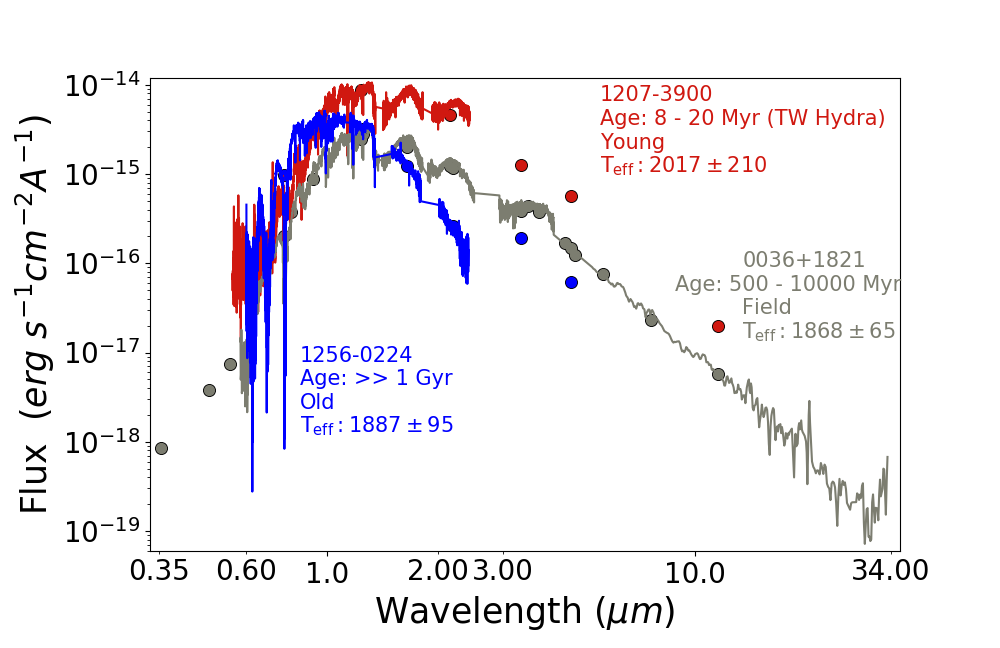 10⁻¹⁴
10⁻¹⁵
10⁻¹⁶
10⁻¹⁷
10⁻¹⁸
10⁻¹⁹
Flux (erg s⁻¹cm⁻²A⁻¹)
1207-3900
Age: 8 - 20 Myr (TW Hydra)
Young
T_eff : 2017 ± 210
0036+1821
Age: 500 - 10000 Myr
Field
T_eff : 1868 ± 65
1256-0224
Age: >> 1 Gyr
Old
T_eff : 1887 ± 95
0.35 0.60 1.0 2.00 3.00 10.0 34.00
Wavelength (μm)